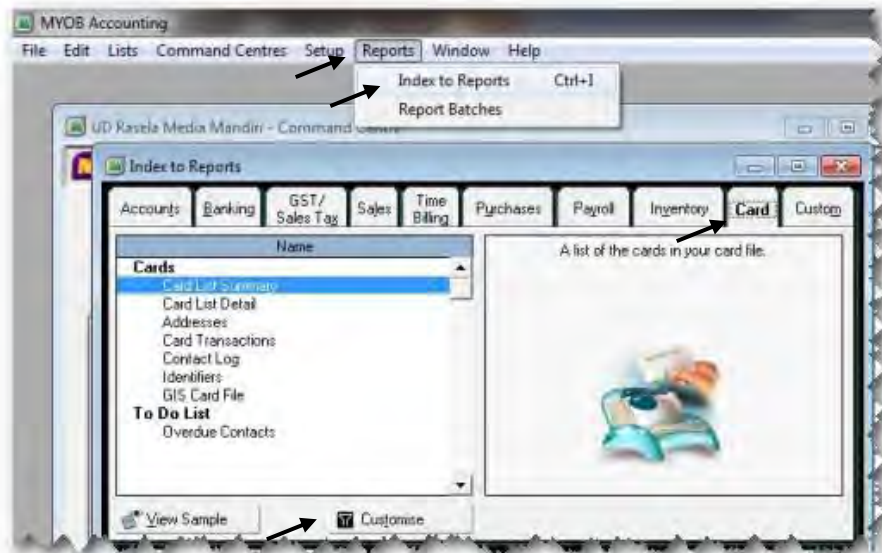 MYOB Accounting
File Edit Lists Command Centres Setup Reports Window Help
Index to Reports Ctrl+I
Report Batches
UD Rasela Media Mandiri - Command Centre
Index to Reports
Accounts Banking GST/ Sales Tax Sales Time Billing Purchases Payroll Inventory Card Custom
Name
A list of the cards in your card file.
Cards
Card List Summary
Card List Detail
Addresses
Card Transactions
Contact Log
Identifiers
GIS Card File
To Do List
Overdue Contacts
View Sample Customise